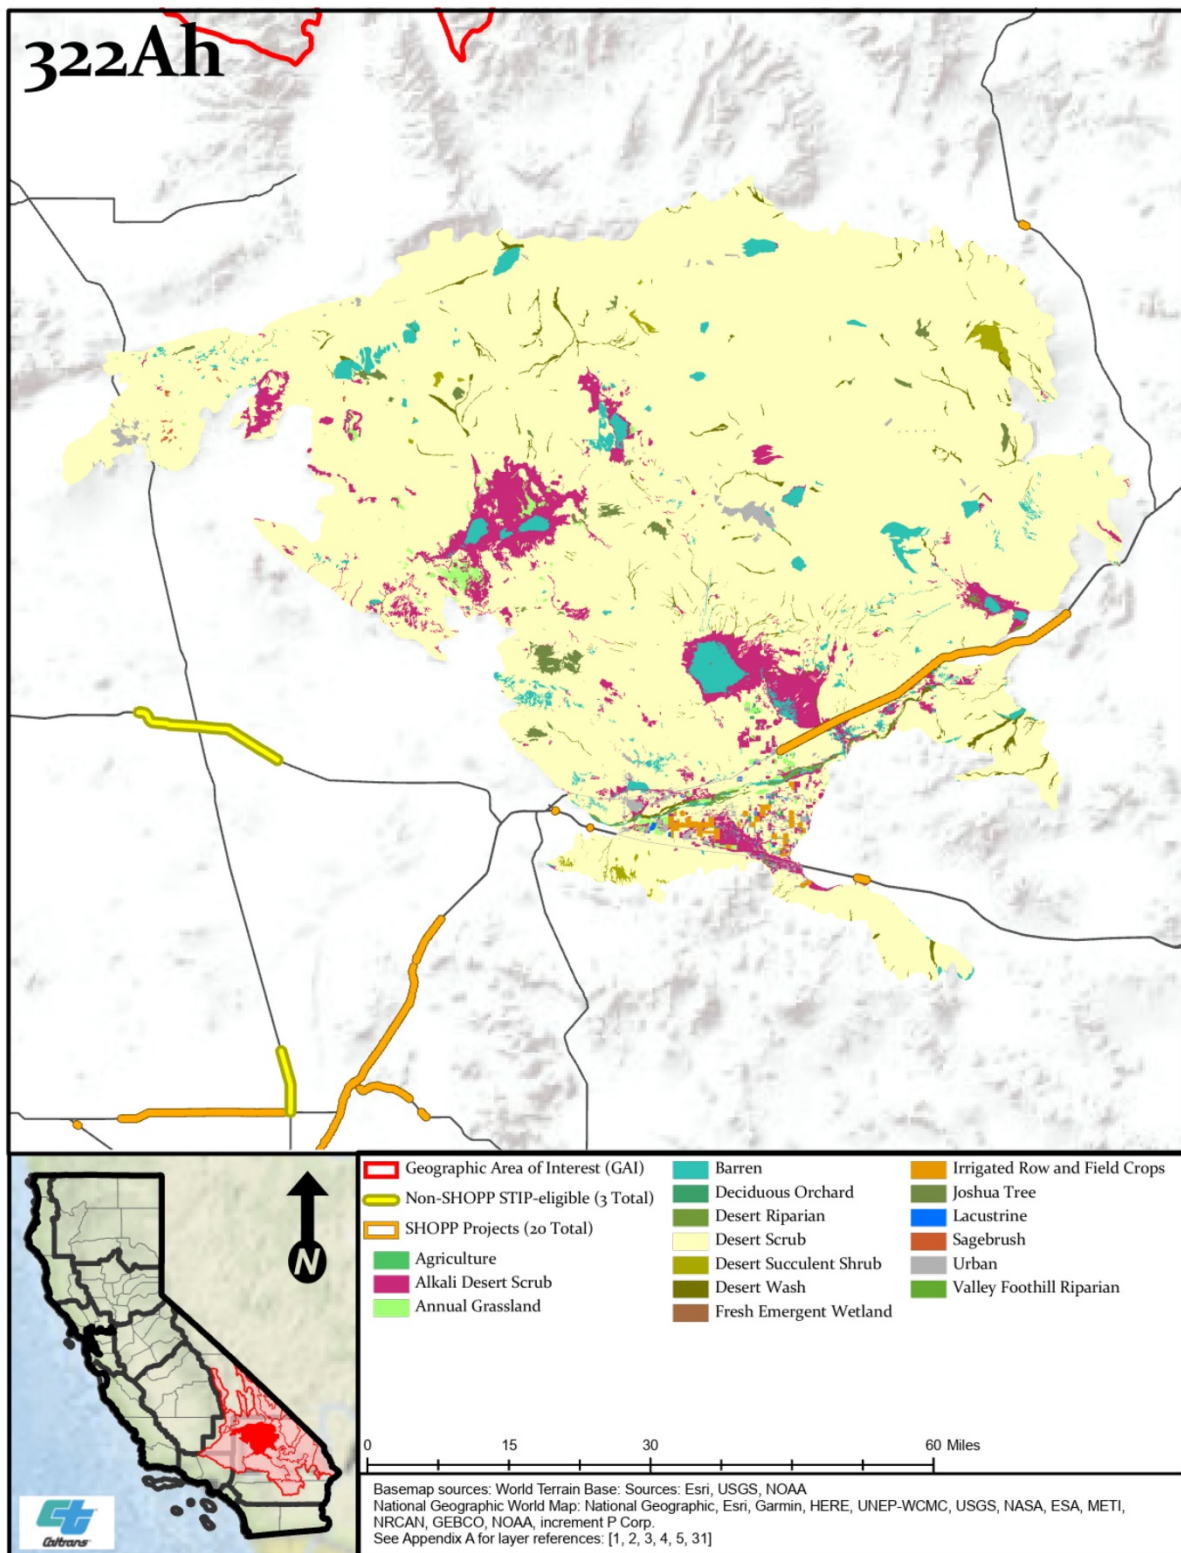 322Ah
Geographic Area of Interest (GAI)
Non-SHOPP STIP-eligible (3 Total)
SHOPP Projects (20 Total)
Agriculture
Alkali Desert Scrub
Annual Grassland
Barren
Deciduous Orchard
Desert Riparian
Desert Scrub
Desert Succulent Shrub
Desert Wash
Fresh Emergent Wetland
Irrigated Row and Field Crops
Joshua Tree
Lacustrine
Sagebrush
Urban
Valley Foothill Riparian
N
0 15 30 60 Miles
Basemap sources: World Terrain Base: Sources: Esri, USGS, NOAA
National Geographic World Map: National Geographic, Esri, Garmin, HERE, UNEP-WCMC, USGS, NASA, ESA, METI,
NRCAN, GEBCO, NOAA, increment P Corp.
See Appendix A for layer references: [1, 2, 3, 4, 5, 31]
ct
Caltrans